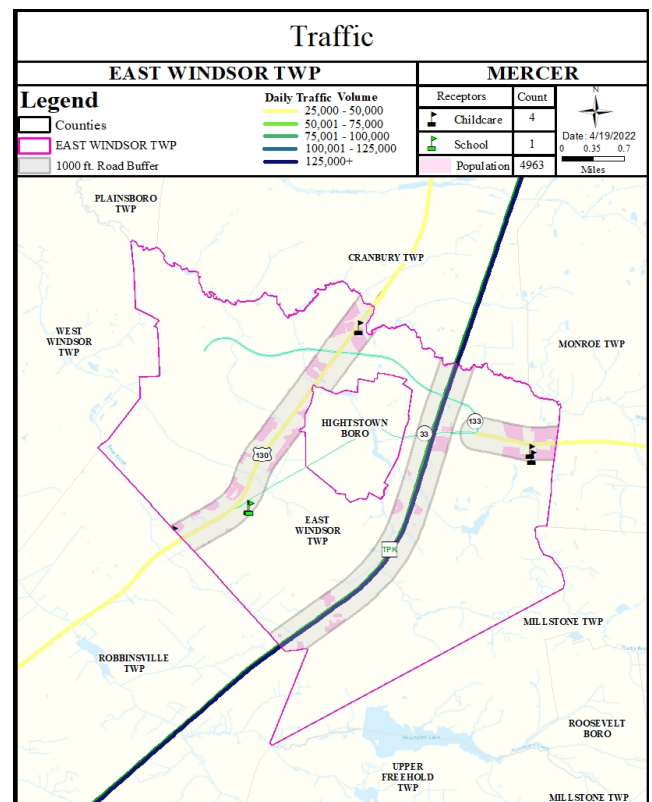 Traffic
EAST WINDSOR TWP
MERCER
Legend
Counties
EAST WINDSOR TWP
1000 ft. Road Buffer
Daily Traffic Volume
25,000 - 50,000
50,001 - 75,000
75,001 - 100,000
100,001 - 125,000
125,000+
Receptors Count
Childcare 4
School 1
Population 4963
N
Date: 4/19/2022
0 0.35 0.7
Miles
PLAINSBORO
TWP
CRANBURY TWP
WEST
WINDSOR
TWP
MONROE TWP
HIGHTSTOWN
BORO
133
33
130
EAST
WINDSOR
TWP
TPK
MILLSTONE TWP
ROBBINSVILLE
TWP
ROOSEVELT
BORO
UPPER
FREEHOLD
TWP
MILLSTONE TWP